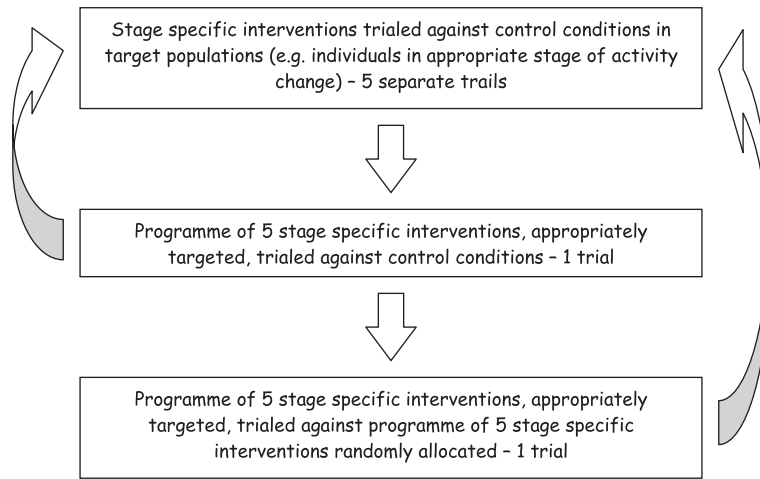 Stage specific interventions trialed against control conditions in
target populations (e.g. individuals in appropriate stage of activity
change) – 5 separate trails
Programme of 5 stage specific interventions, appropriately
targeted, trialed against control conditions – 1 trial
Programme of 5 stage specific interventions, appropriately
targeted, trialed against programme of 5 stage specific
interventions randomly allocated – 1 trial